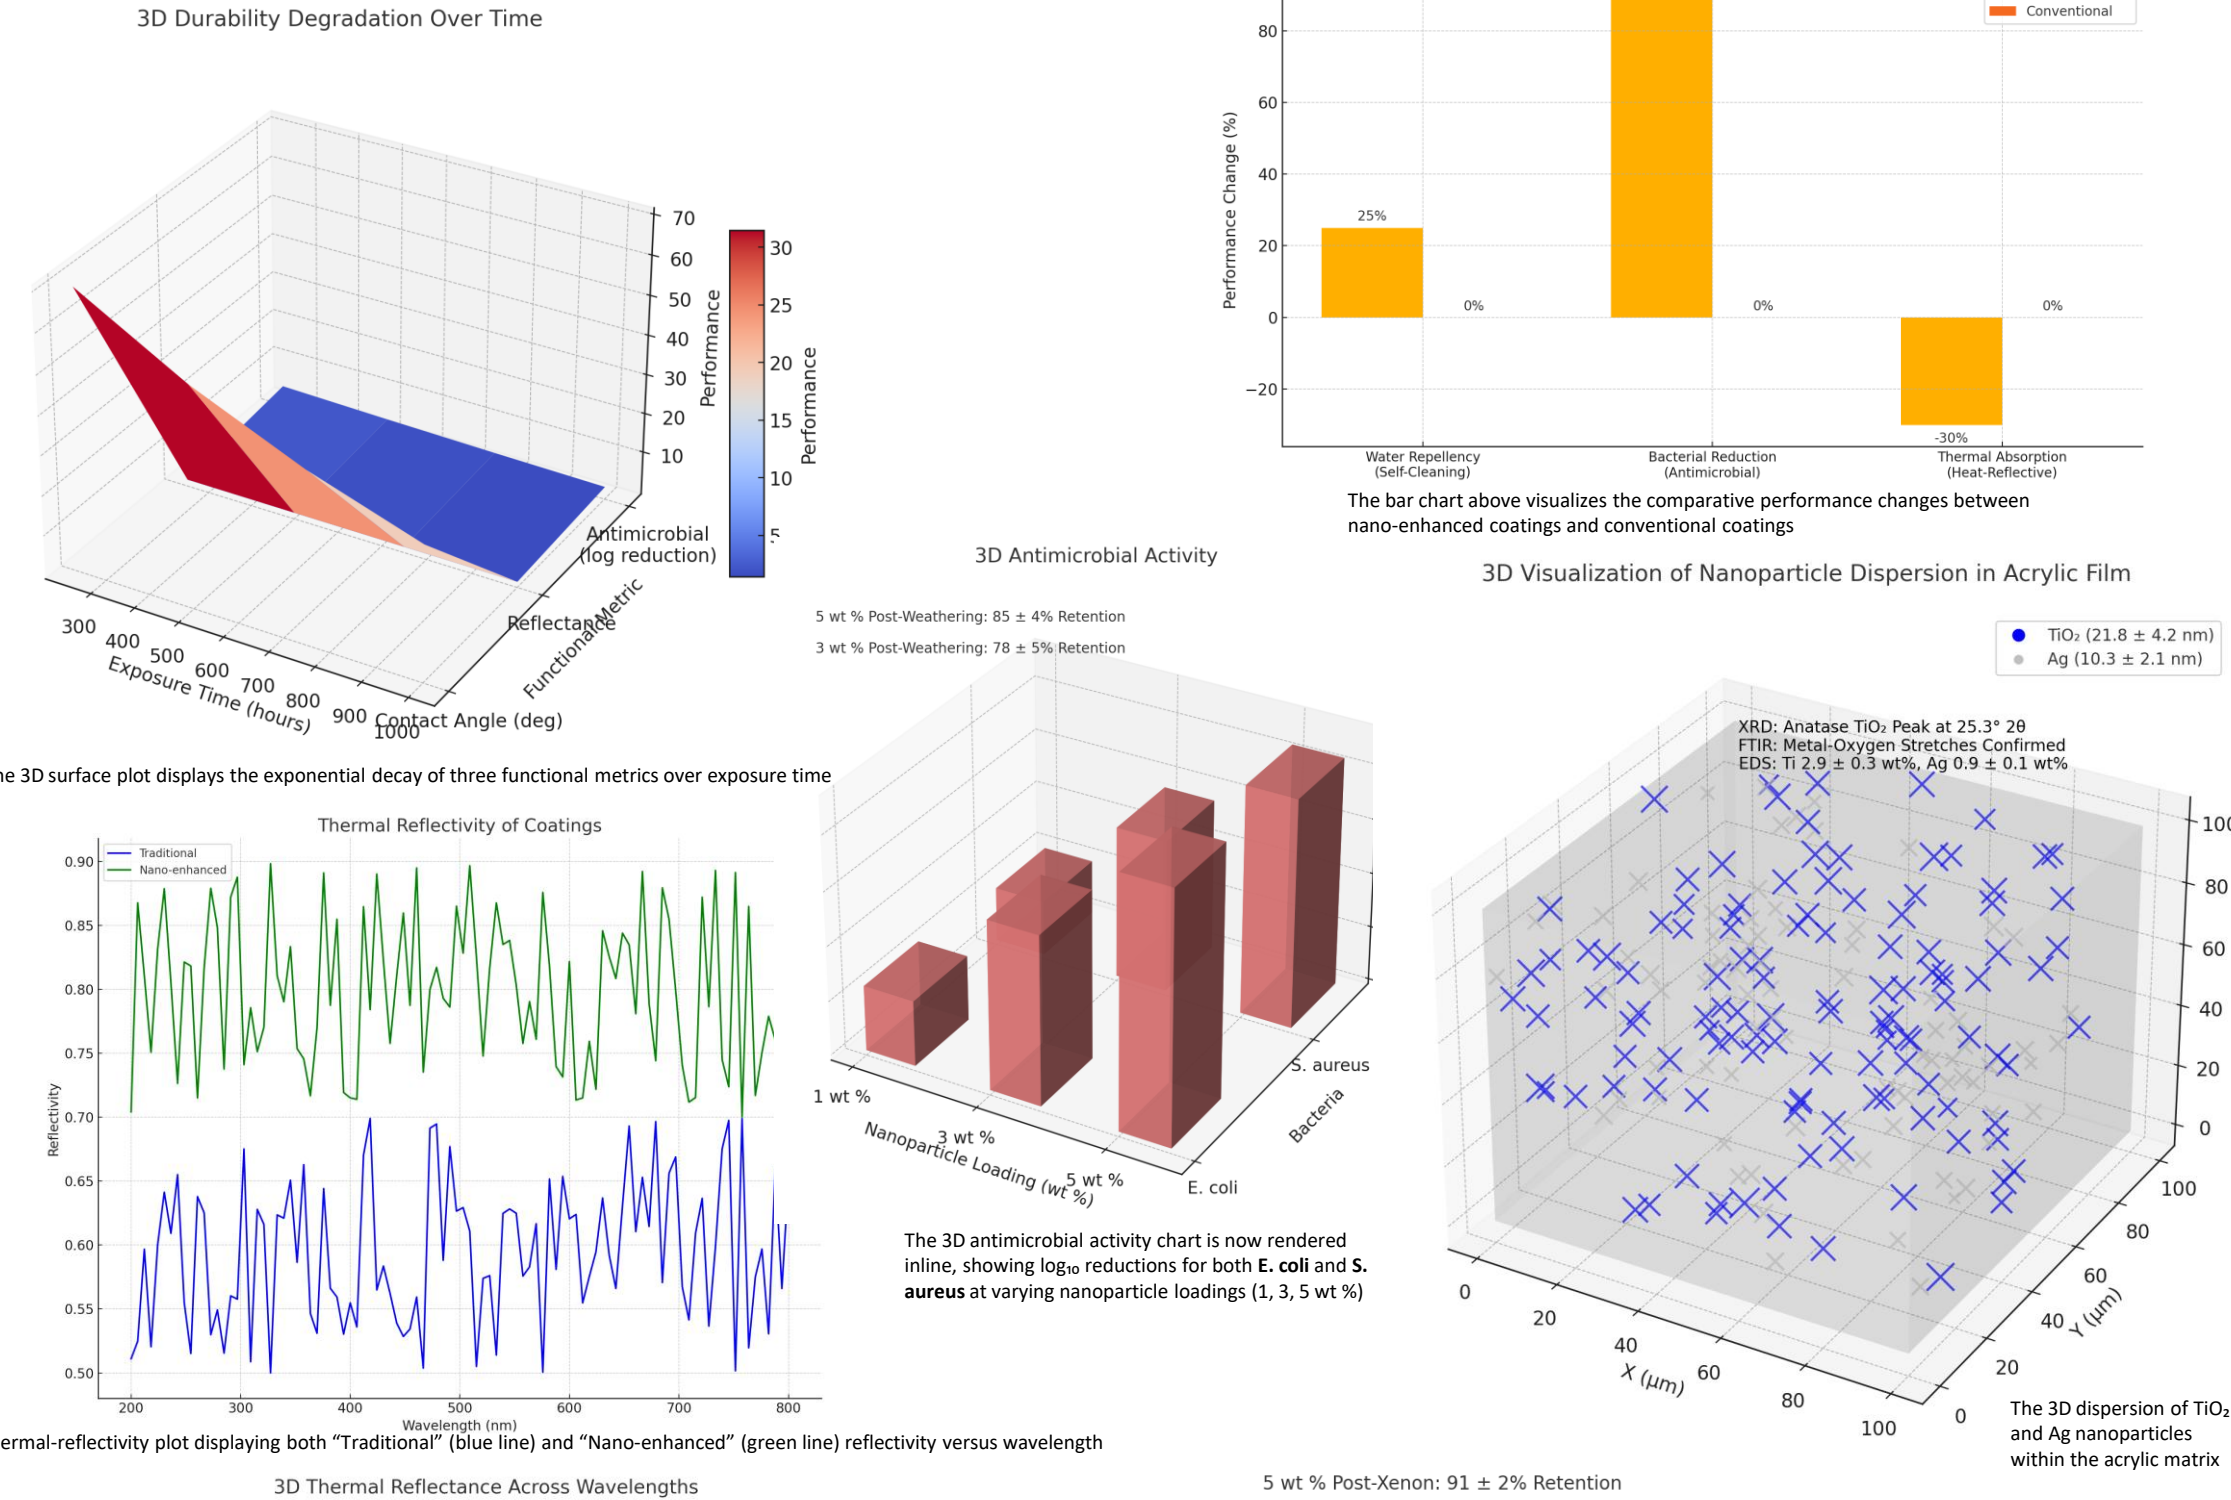 3D Durability Degradation Over Time
70
60
50
40
30
20
10
Performance
30
25
20
15
10
5
Performance
300
400
500
600
700
800
900
1000
Exposure Time (hours)
Antimicrobial
(log reduction)
Reflectance
Contact Angle (deg)
Functional Metric
he 3D surface plot displays the exponential decay of three functional metrics over exposure time
Conventional
80
60
40
20
0
−20
Performance Change (%)
25%
0%
0%
0%
-30%
Water Repellency
(Self-Cleaning)
Bacterial Reduction
(Antimicrobial)
Thermal Absorption
(Heat-Reflective)
The bar chart above visualizes the comparative performance changes between
nano-enhanced coatings and conventional coatings
Thermal Reflectivity of Coatings
Traditional
Nano-enhanced
0.90
0.85
0.80
0.75
0.70
0.65
0.60
0.55
0.50
Reflectivity
200
300
400
500
600
700
800
Wavelength (nm)
ermal-reflectivity plot displaying both “Traditional” (blue line) and “Nano-enhanced” (green line) reflectivity versus wavelength
3D Antimicrobial Activity
5 wt % Post-Weathering: 85 ± 4% Retention
3 wt % Post-Weathering: 78 ± 5% Retention
1 wt %
3 wt %
5 wt %
Nanoparticle Loading (wt %)
E. coli
S. aureus
Bacteria
The 3D antimicrobial activity chart is now rendered
inline, showing log₁₀ reductions for both E. coli and S.
aureus at varying nanoparticle loadings (1, 3, 5 wt %)
3D Visualization of Nanoparticle Dispersion in Acrylic Film
TiO₂ (21.8 ± 4.2 nm)
Ag (10.3 ± 2.1 nm)
XRD: Anatase TiO₂ Peak at 25.3° 2θ
FTIR: Metal-Oxygen Stretches Confirmed
EDS: Ti 2.9 ± 0.3 wt%, Ag 0.9 ± 0.1 wt%
100
80
60
40
20
0
0
20
40
60
80
100
X (μm)
0
20
40
60
80
100
Y (μm)
The 3D dispersion of TiO₂
and Ag nanoparticles
within the acrylic matrix
3D Thermal Reflectance Across Wavelengths
5 wt % Post-Xenon: 91 ± 2% Retention